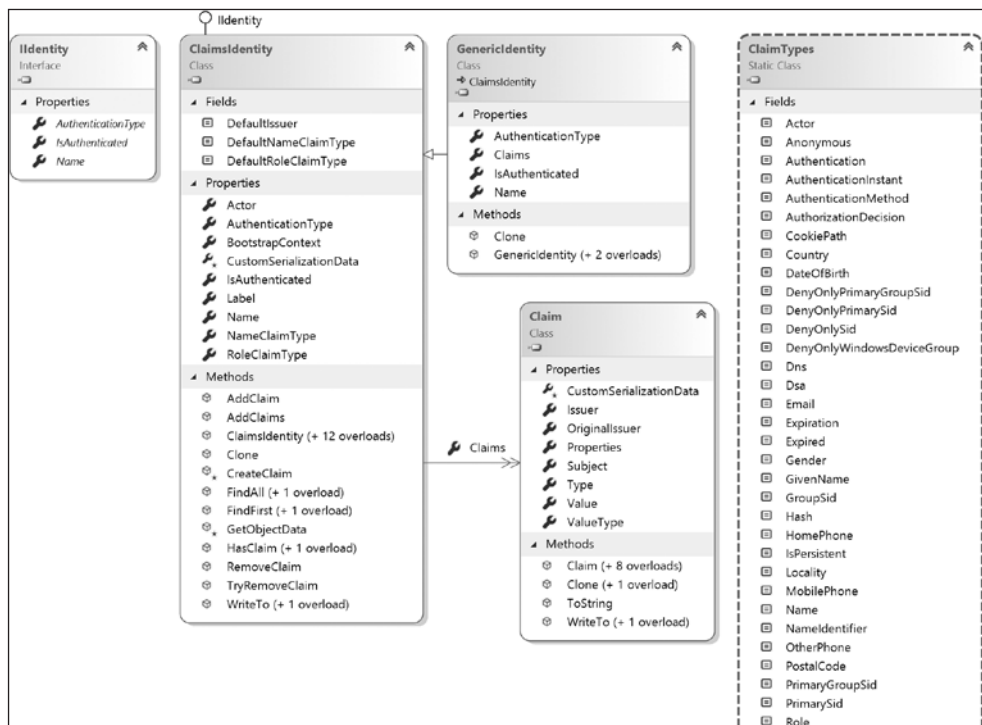 IIdentity
IIdentity
Interface
Properties
AuthenticationType
IsAuthenticated
Name
ClaimsIdentity
Class
Fields
DefaultIssuer
DefaultNameClaimType
DefaultRoleClaimType
Properties
Actor
AuthenticationType
BootstrapContext
CustomSerializationData
IsAuthenticated
Label
Name
NameClaimType
RoleClaimType
Methods
AddClaim
AddClaims
ClaimsIdentity (+ 12 overloads)
Clone
CreateClaim
FindAll (+ 1 overload)
FindFirst (+ 1 overload)
GetObjectData
HasClaim (+ 1 overload)
RemoveClaim
TryRemoveClaim
WriteTo (+ 1 overload)
GenericIdentity
Class
ClaimsIdentity
Properties
AuthenticationType
Claims
IsAuthenticated
Name
Methods
Clone
GenericIdentity (+ 2 overloads)
Claims
Claim
Class
Properties
CustomSerializationData
Issuer
OriginalIssuer
Properties
Subject
Type
Value
ValueType
Methods
Claim (+ 8 overloads)
Clone (+ 1 overload)
ToString
WriteTo (+ 1 overload)
ClaimTypes
Static Class
Fields
Actor
Anonymous
Authentication
AuthenticationInstant
AuthenticationMethod
AuthorizationDecision
CookiePath
Country
DateOfBirth
DenyOnlyPrimaryGroupSid
DenyOnlyPrimarySid
DenyOnlySid
DenyOnlyWindowsDeviceGroup
Dns
Dsa
Email
Expiration
Expired
Gender
GivenName
GroupSid
Hash
HomePhone
IsPersistent
Locality
MobilePhone
Name
NameIdentifier
OtherPhone
PostalCode
PrimaryGroupSid
PrimarySid
Role